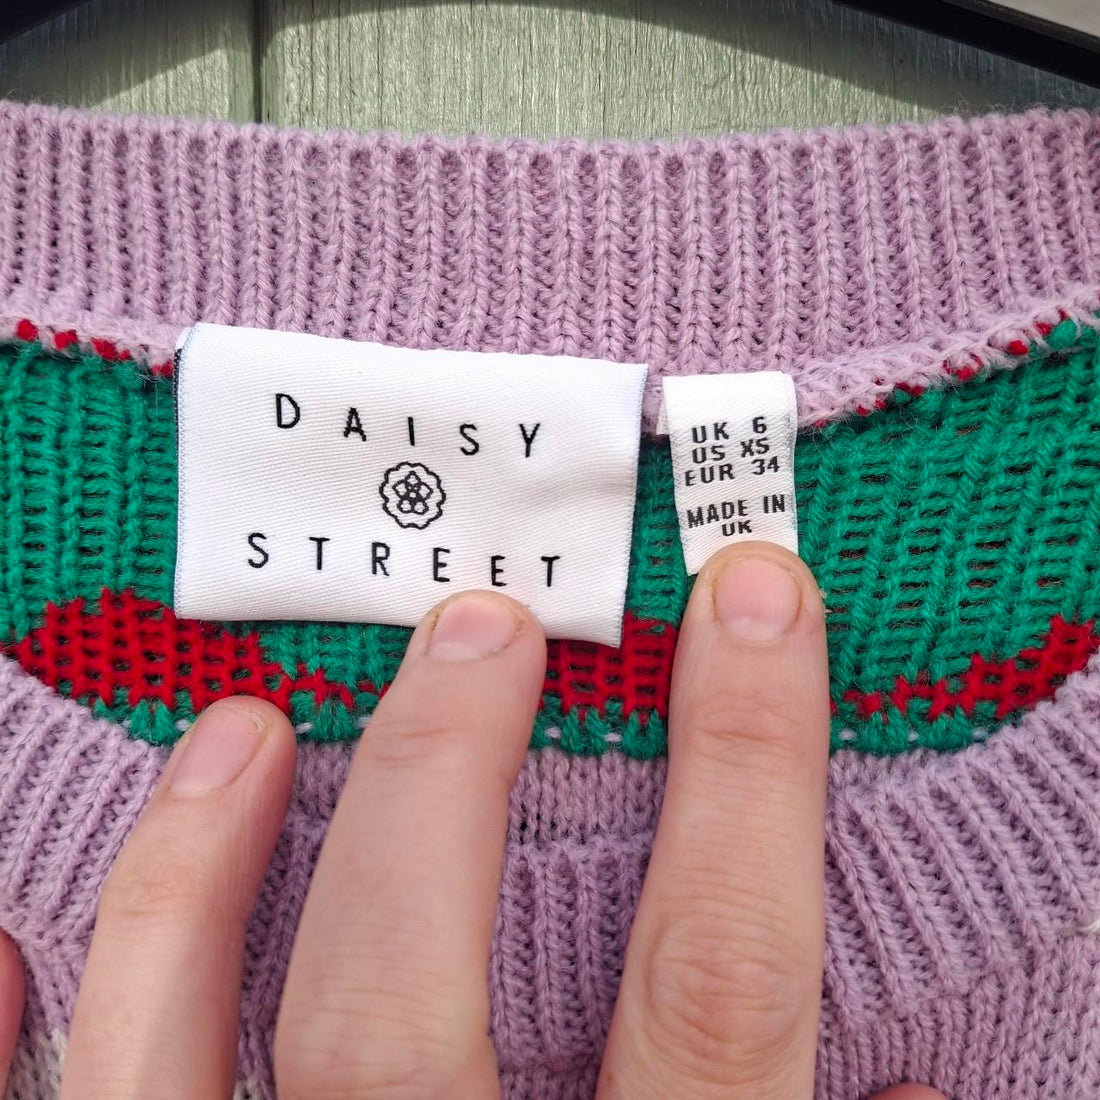 DAISY
STREET
UK 6
US XS
EUR 34
MADE IN
UK